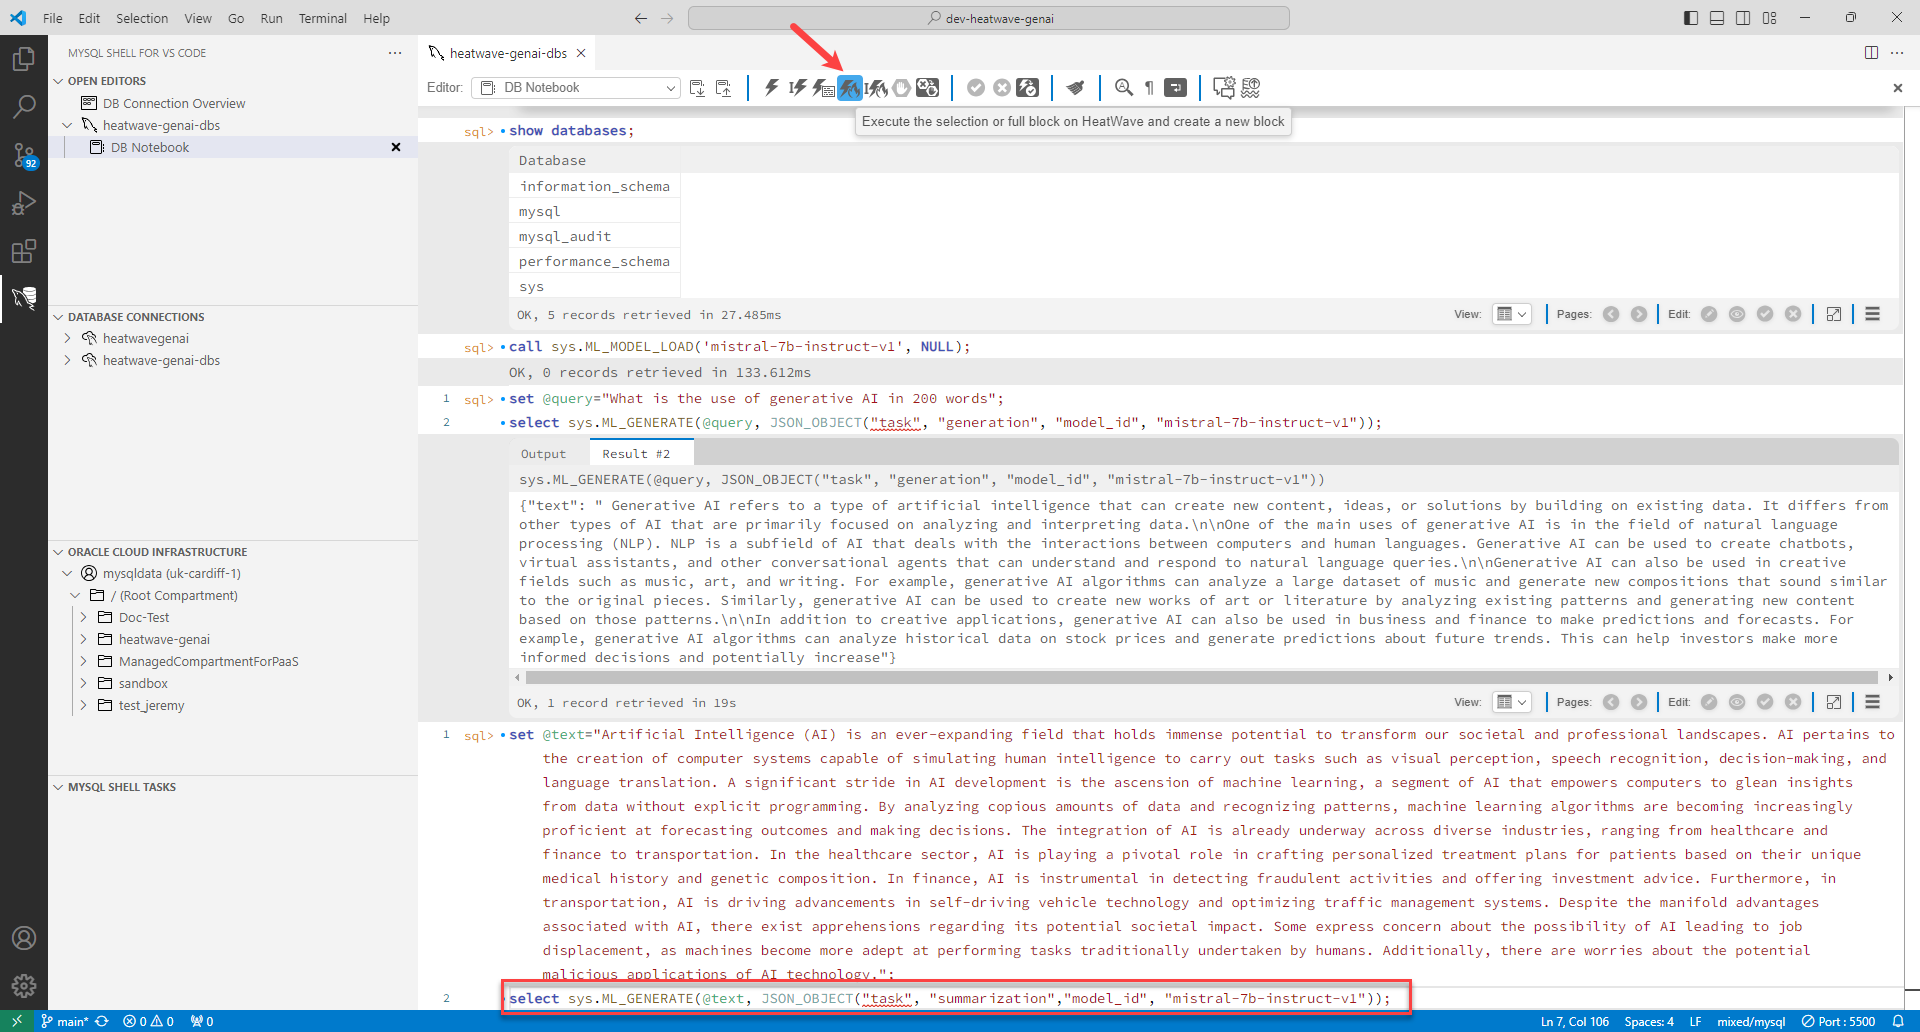 File Edit Selection View Go Run Terminal Help
dev-heatwave-genai
MYSQL SHELL FOR VS CODE
OPEN EDITORS
DB Connection Overview
heatwave-genai-dbs
DB Notebook
92
DATABASE CONNECTIONS
heatwavegenai
heatwave-genai-dbs
ORACLE CLOUD INFRASTRUCTURE
mysqldata (uk-cardiff-1)
/ (Root Compartment)
Doc-Test
heatwave-genai
ManagedCompartmentForPaaS
sandbox
test_jeremy
MYSQL SHELL TASKS
heatwave-genai-dbs
Editor: DB Notebook
Execute the selection or full block on HeatWave and create a new block
sql> show databases;
Database
information_schema
mysql
mysql_audit
performance_schema
sys
OK, 5 records retrieved in 27.485ms
View: Pages: Edit:
sql> call sys.ML_MODEL_LOAD('mistral-7b-instruct-v1', NULL);
OK, 0 records retrieved in 133.612ms
1 sql> set @query="What is the use of generative AI in 200 words";
2 select sys.ML_GENERATE(@query, JSON_OBJECT("task", "generation", "model_id", "mistral-7b-instruct-v1"));
Output Result #2
sys.ML_GENERATE(@query, JSON_OBJECT("task", "generation", "model_id", "mistral-7b-instruct-v1"))
{"text": " Generative AI refers to a type of artificial intelligence that can create new content, ideas, or solutions by building on existing data. It differs from
other types of AI that are primarily focused on analyzing and interpreting data.\n\nOne of the main uses of generative AI is in the field of natural language
processing (NLP). NLP is a subfield of AI that deals with the interactions between computers and human languages. Generative AI can be used to create chatbots,
virtual assistants, and other conversational agents that can understand and respond to natural language queries.\n\nGenerative AI can also be used in creative
fields such as music, art, and writing. For example, generative AI algorithms can analyze a large dataset of music and generate new compositions that sound similar
to the original pieces. Similarly, generative AI can be used to create new works of art or literature by analyzing existing patterns and generating new content
based on those patterns.\n\nIn addition to creative applications, generative AI can also be used in business and finance to make predictions and forecasts. For
example, generative AI algorithms can analyze historical data on stock prices and generate predictions about future trends. This can help investors make more
informed decisions and potentially increase"}
OK, 1 record retrieved in 19s
View: Pages: Edit:
1 sql> set @text="Artificial Intelligence (AI) is an ever-expanding field that holds immense potential to transform our societal and professional landscapes. AI pertains to
the creation of computer systems capable of simulating human intelligence to carry out tasks such as visual perception, speech recognition, decision-making, and
language translation. A significant stride in AI development is the ascension of machine learning, a segment of AI that empowers computers to glean insights
from data without explicit programming. By analyzing copious amounts of data and recognizing patterns, machine learning algorithms are becoming increasingly
proficient at forecasting outcomes and making decisions. The integration of AI is already underway across diverse industries, ranging from healthcare and
finance to transportation. In the healthcare sector, AI is playing a pivotal role in crafting personalized treatment plans for patients based on their unique
medical history and genetic composition. In finance, AI is instrumental in detecting fraudulent activities and offering investment advice. Furthermore, in
transportation, AI is driving advancements in self-driving vehicle technology and optimizing traffic management systems. Despite the manifold advantages
associated with AI, there exist apprehensions regarding its potential societal impact. Some express concern about the possibility of AI leading to job
displacement, as machines become more adept at performing tasks traditionally undertaken by humans. Additionally, there are worries about the potential
malicious applications of AI technology.";
2 select sys.ML_GENERATE(@text, JSON_OBJECT("task", "summarization","model_id", "mistral-7b-instruct-v1"));
main* 0 0 0
Ln 7, Col 106 Spaces: 4 LF mixed/mysql Port : 5500